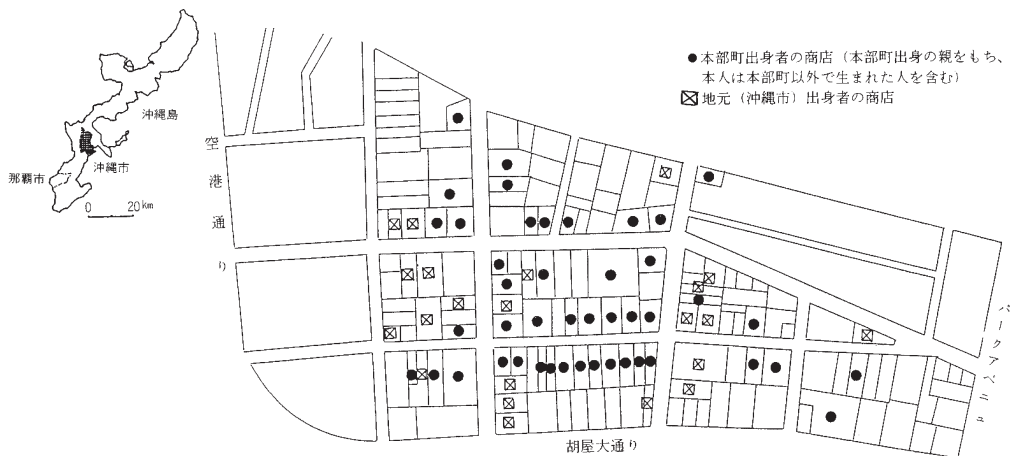 ● 本部町出身者の商店（本部町出身の親をもち、
本人は本部町以外で生まれた人を含む）
地元（沖縄市）出身者の商店
沖縄島
沖縄市
那覇市
0 20km
空港通り
パークアベニュ
胡屋大通り